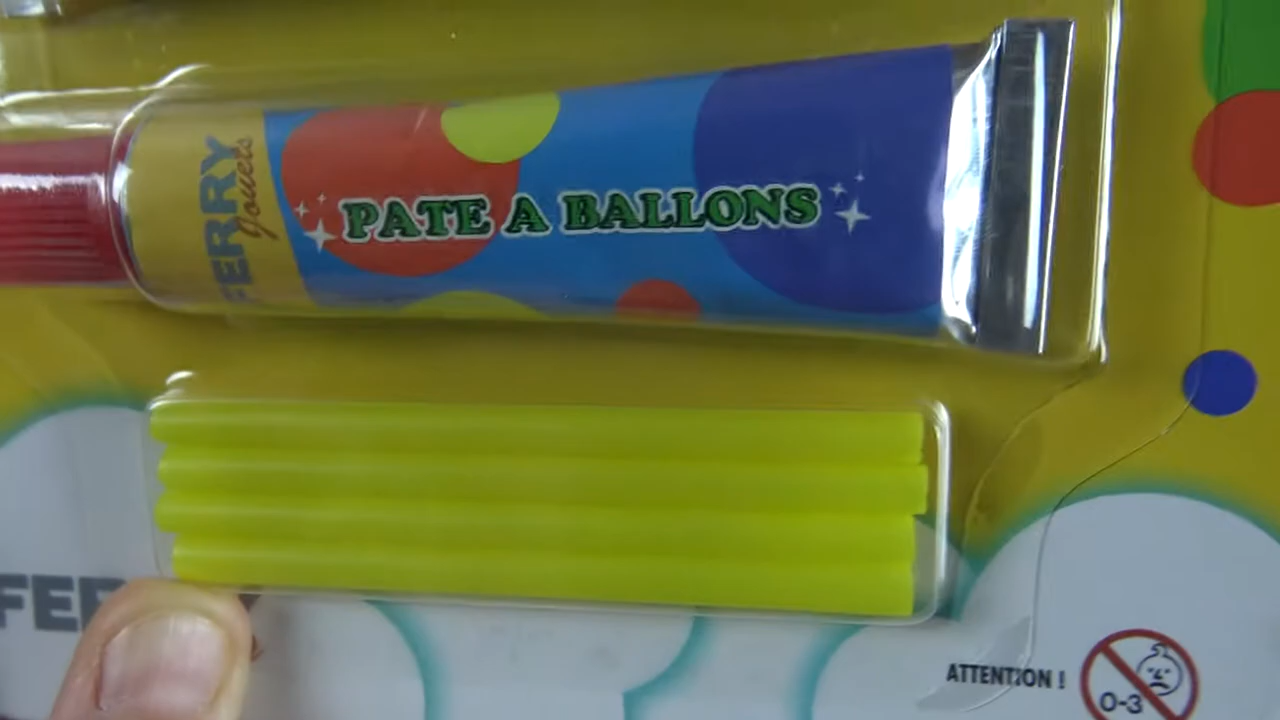 FERRY
Jouets
PATE A BALLONS
FER
ATTENTION !
0-3